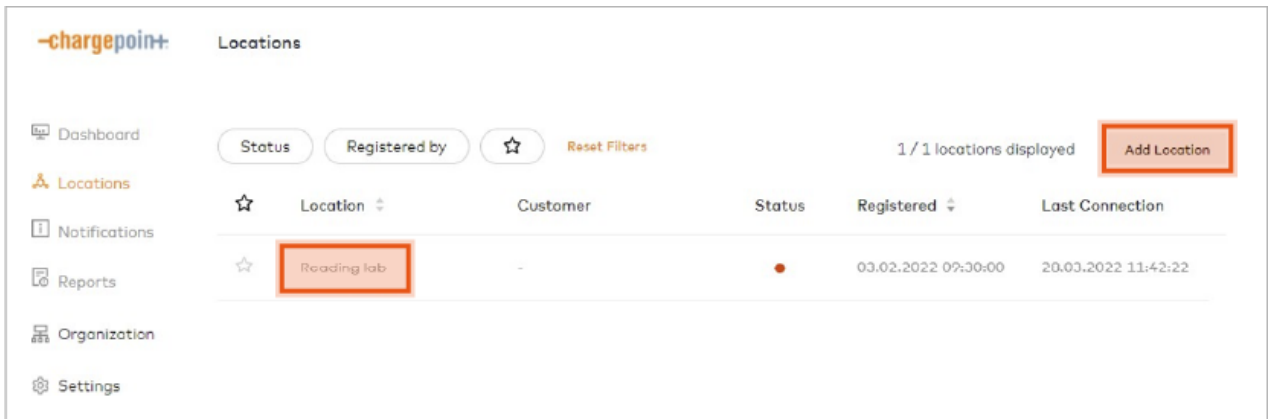 -chargepoin+
Locations
Dashboard
Locations
Notifications
Reports
Organization
Settings
Status
Registered by
Reset Filters
1 / 1 locations displayed
Add Location
Location
Customer
Status
Registered
Last Connection
Reading lab
-
03.02.2022 09:30:00
20.03.2022 11:42:22